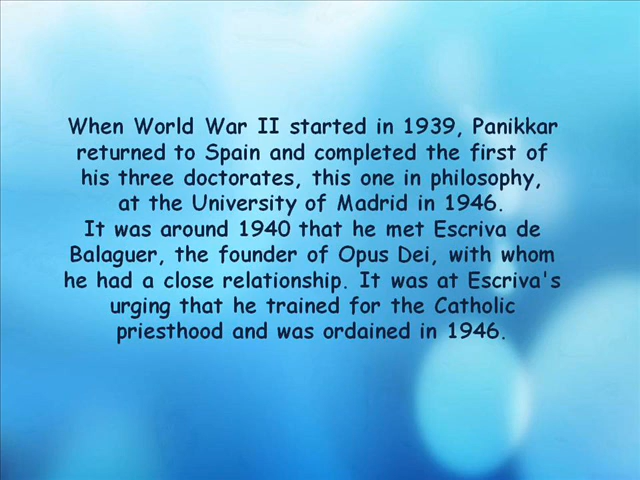 When World War II started in 1939, Panikkar
returned to Spain and completed the first of
his three doctorates, this one in philosophy,
at the University of Madrid in 1946.
It was around 1940 that he met Escriva de
Balaguer, the founder of Opus Dei, with whom
he had a close relationship. It was at Escriva's
urging that he trained for the Catholic
priesthood and was ordained in 1946.